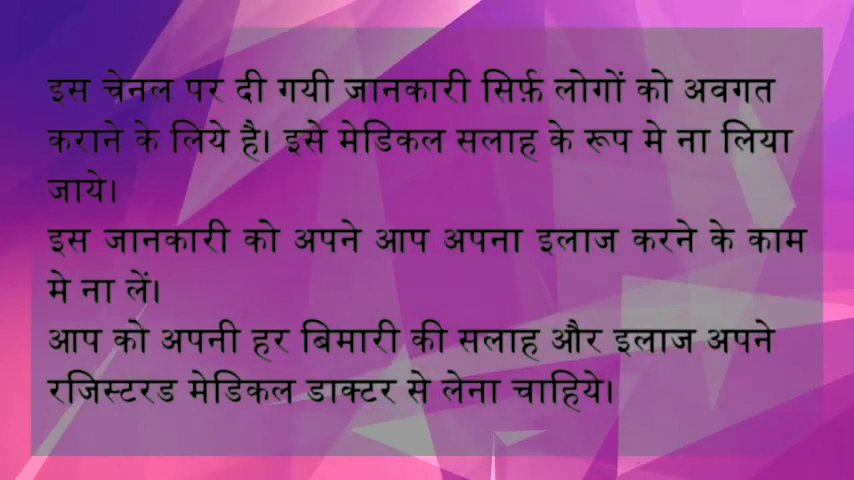 इस चेनल पर दी गयी जानकारी सिर्फ़ लोगों को अवगत
कराने के लिये है। इसे मेडिकल सलाह के रूप मे ना लिया
जाये।
इस जानकारी को अपने आप अपना इलाज करने के काम
मे ना लें।
आप को अपनी हर बिमारी की सलाह और इलाज अपने
रजिस्टरड मेडिकल डाक्टर से लेना चाहिये।